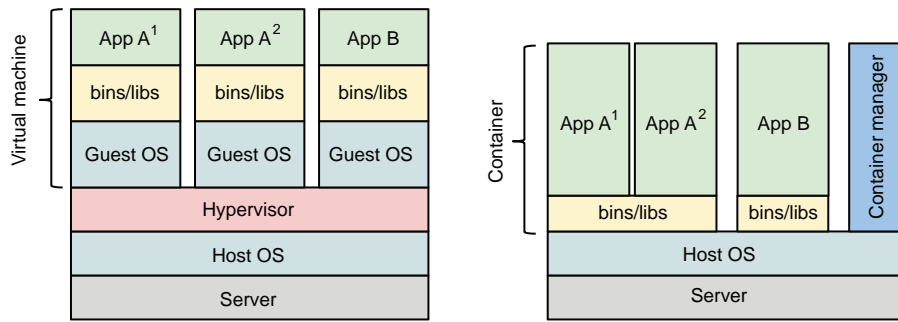 Virtual machine
App A¹ App A² App B
bins/libs bins/libs bins/libs
Guest OS Guest OS Guest OS
Hypervisor
Host OS
Server
Container
App A¹ App A² App B
bins/libs bins/libs
Container manager
Host OS
Server